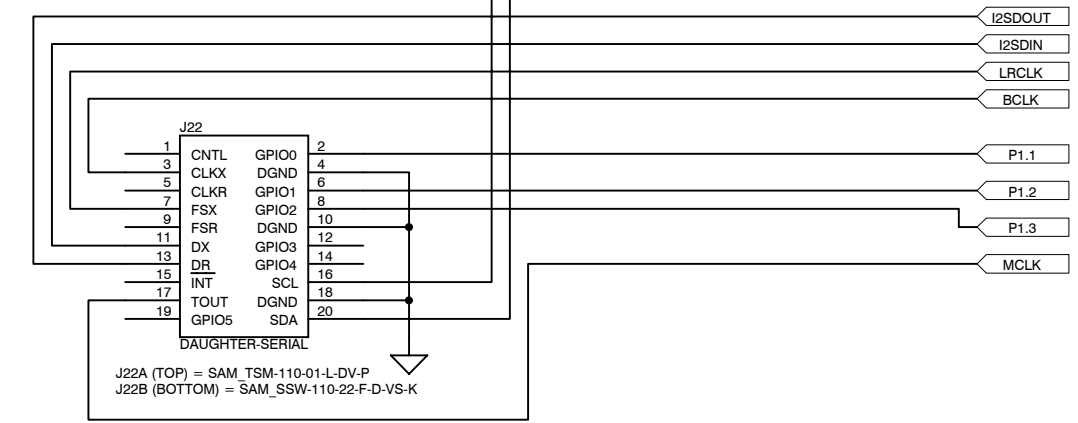 I2SDOUT
I2SDIN
LRCLK
BCLK
J22
1 CNTL GPIO0 2 P1.1
3 CLKX DGND 4
5 CLKR GPIO1 6 P1.2
7 FSX GPIO2 8
9 FSR DGND 10 P1.3
11 DX GPIO3 12
13 DR GPIO4 14 MCLK
15 INT SCL 16
17 TOUT DGND 18
19 GPIO5 SDA 20
DAUGHTER-SERIAL
J22A (TOP) = SAM_TSM-110-01-L-DV-P
J22B (BOTTOM) = SAM_SSW-110-22-F-D-VS-K